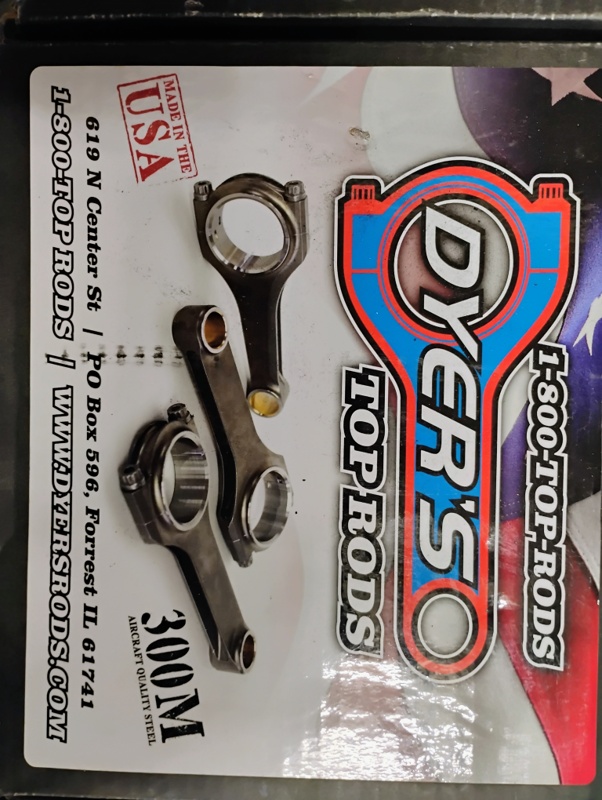 1-800-TOP-RODS
DYER'S
TOP RODS
MADE IN THE
USA
300M
AIRCRAFT QUALITY STEEL
619 N Center St | PO Box 596, Forrest IL 61741
1-800-TOP RODS | WWW.DYERSRODS.COM